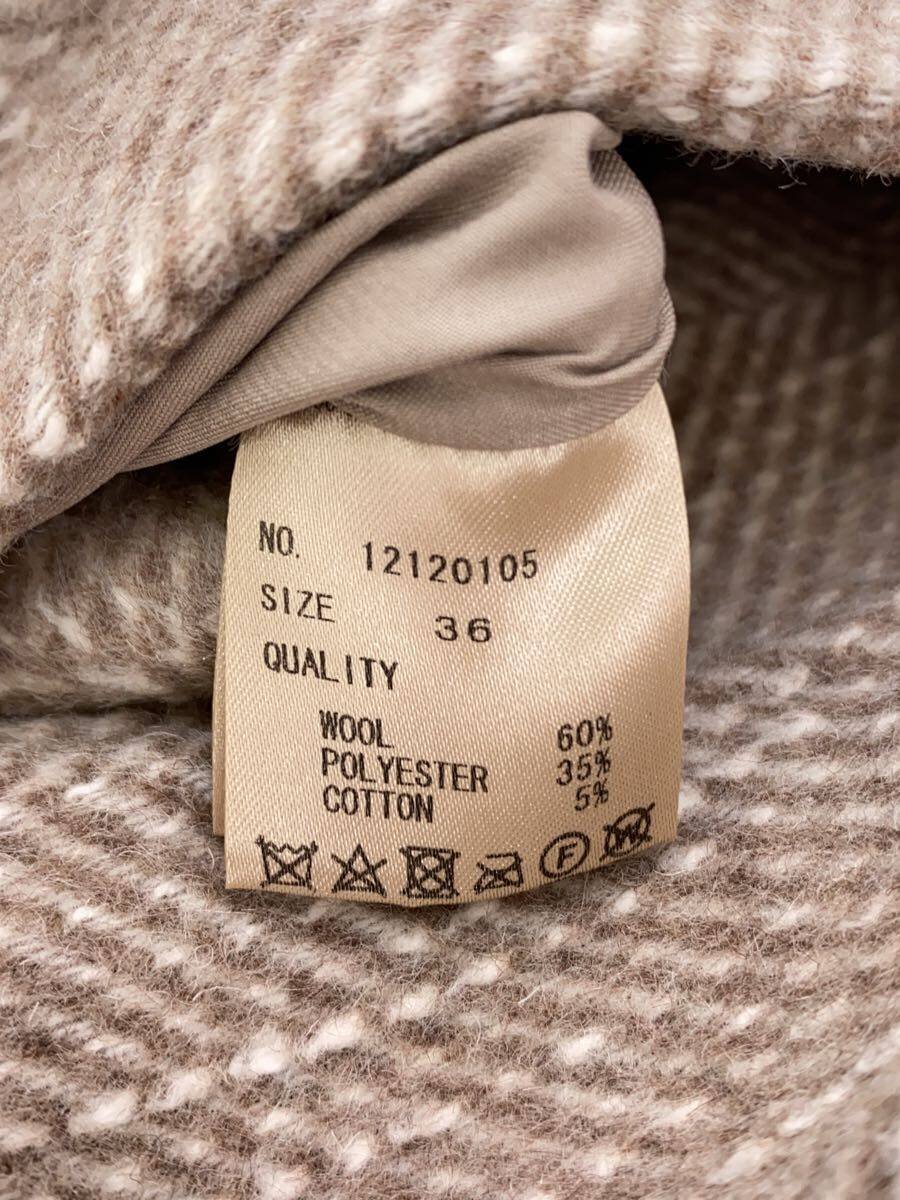 NO. 12120105
SIZE 36
QUALITY
WOOL 60%
POLYESTER 35%
COTTON 5%
F W